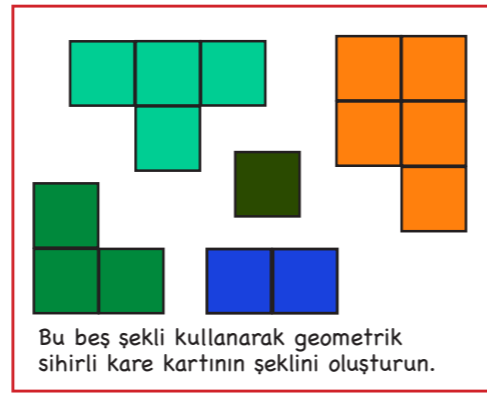 Bu beş şekli kullanarak geometrik
sihirli kare kartının şeklini oluşturun.